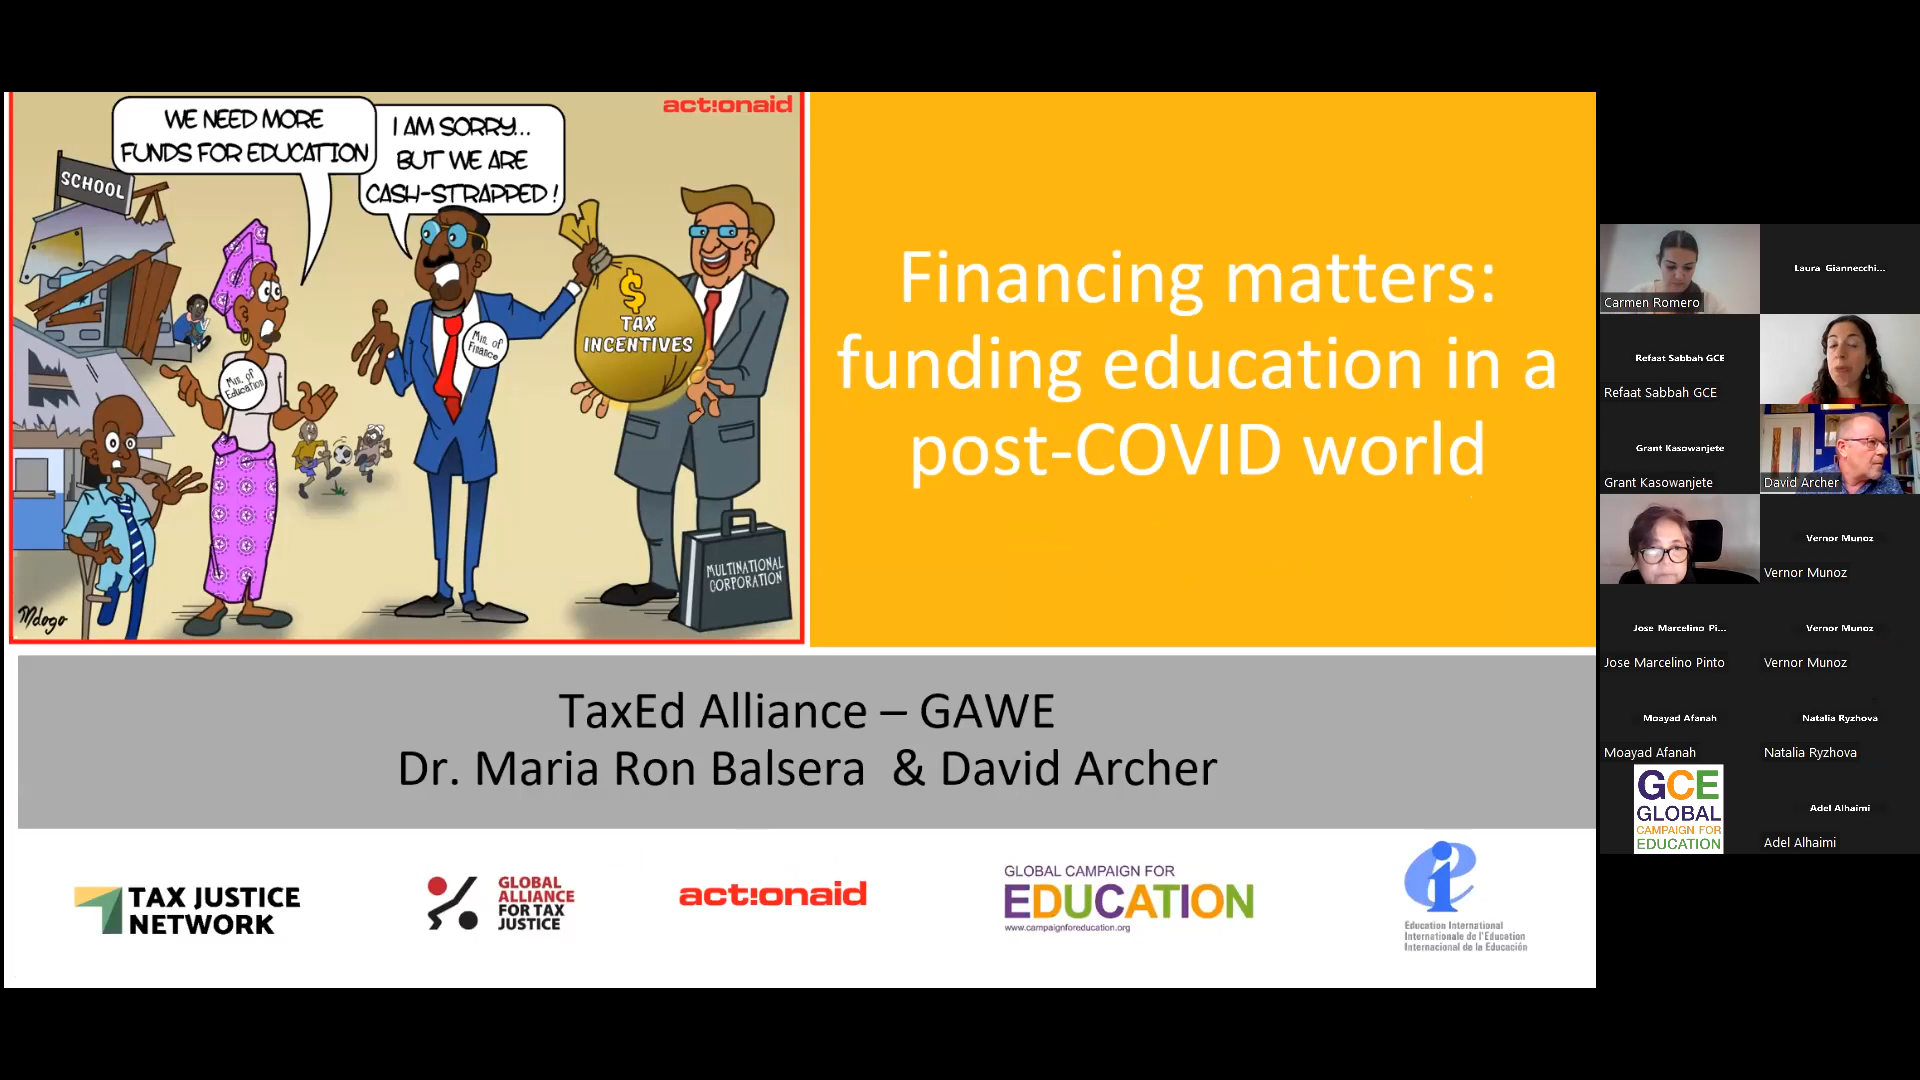 WE NEED MORE
FUNDS FOR EDUCATION
I AM SORRY...
BUT WE ARE
CASH-STRAPPED!
act!onaid
SCHOOL
Min. of
Education
Min. of
Finance
$
TAX
INCENTIVES
MULTINATIONAL
CORPORATION
Mdogo
Financing matters:
funding education in a
post-COVID world
TaxEd Alliance – GAWE
Dr. Maria Ron Balsera & David Archer
TAX JUSTICE
NETWORK
GLOBAL
ALLIANCE
FOR TAX
JUSTICE
act!onaid
GLOBAL CAMPAIGN FOR
EDUCATION
www.campaignforeducation.org
ei
Education International
Internationale de l'Education
Internacional de la Educación
Carmen Romero
Laura Giannecchi...
Refaat Sabbah GCE
Refaat Sabbah GCE
Grant Kasowanjete
Grant Kasowanjete
David Archer
Vernor Munoz
Vernor Munoz
Jose Marcelino Pi...
Jose Marcelino Pinto
Vernor Munoz
Vernor Munoz
Moayad Afanah
Moayad Afanah
Natalia Ryzhova
Natalia Ryzhova
GCE
GLOBAL
CAMPAIGN FOR
EDUCATION
Adel Alhaimi
Adel Alhaimi